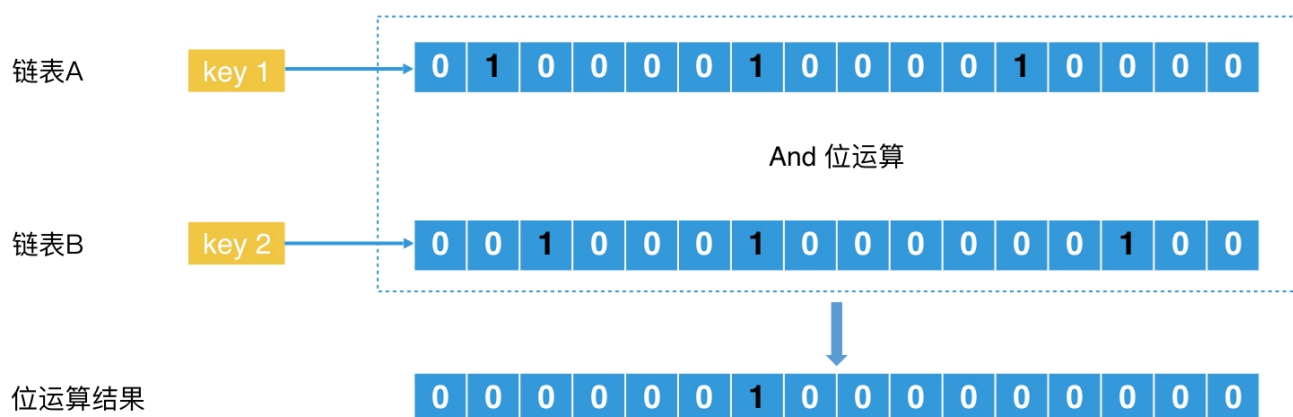 链表A key 1 0 1 0 0 0 0 1 0 0 0 0 1 0 0 0 0
And 位运算
链表B key 2 0 0 1 0 0 0 1 0 0 0 0 0 0 1 0 0
位运算结果 0 0 0 0 0 0 1 0 0 0 0 0 0 0 0 0